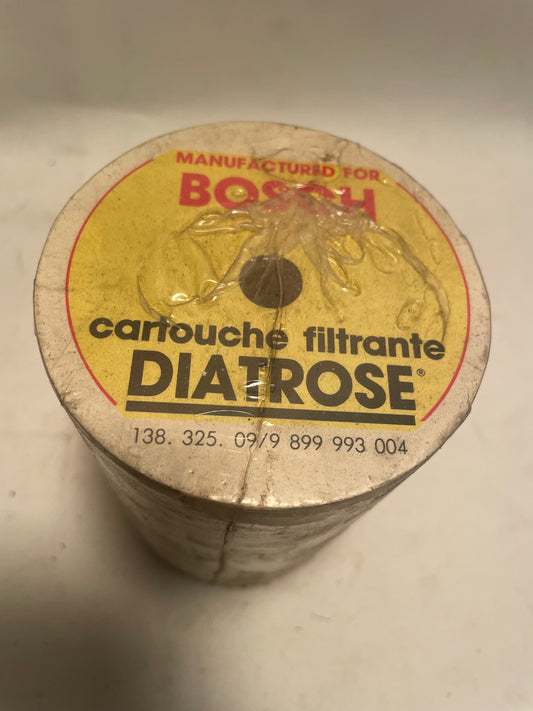 MANUFACTURED FOR
BOSCH
cartouche filtrante
DIATROSE®
138. 325. 09/9 899 993 004